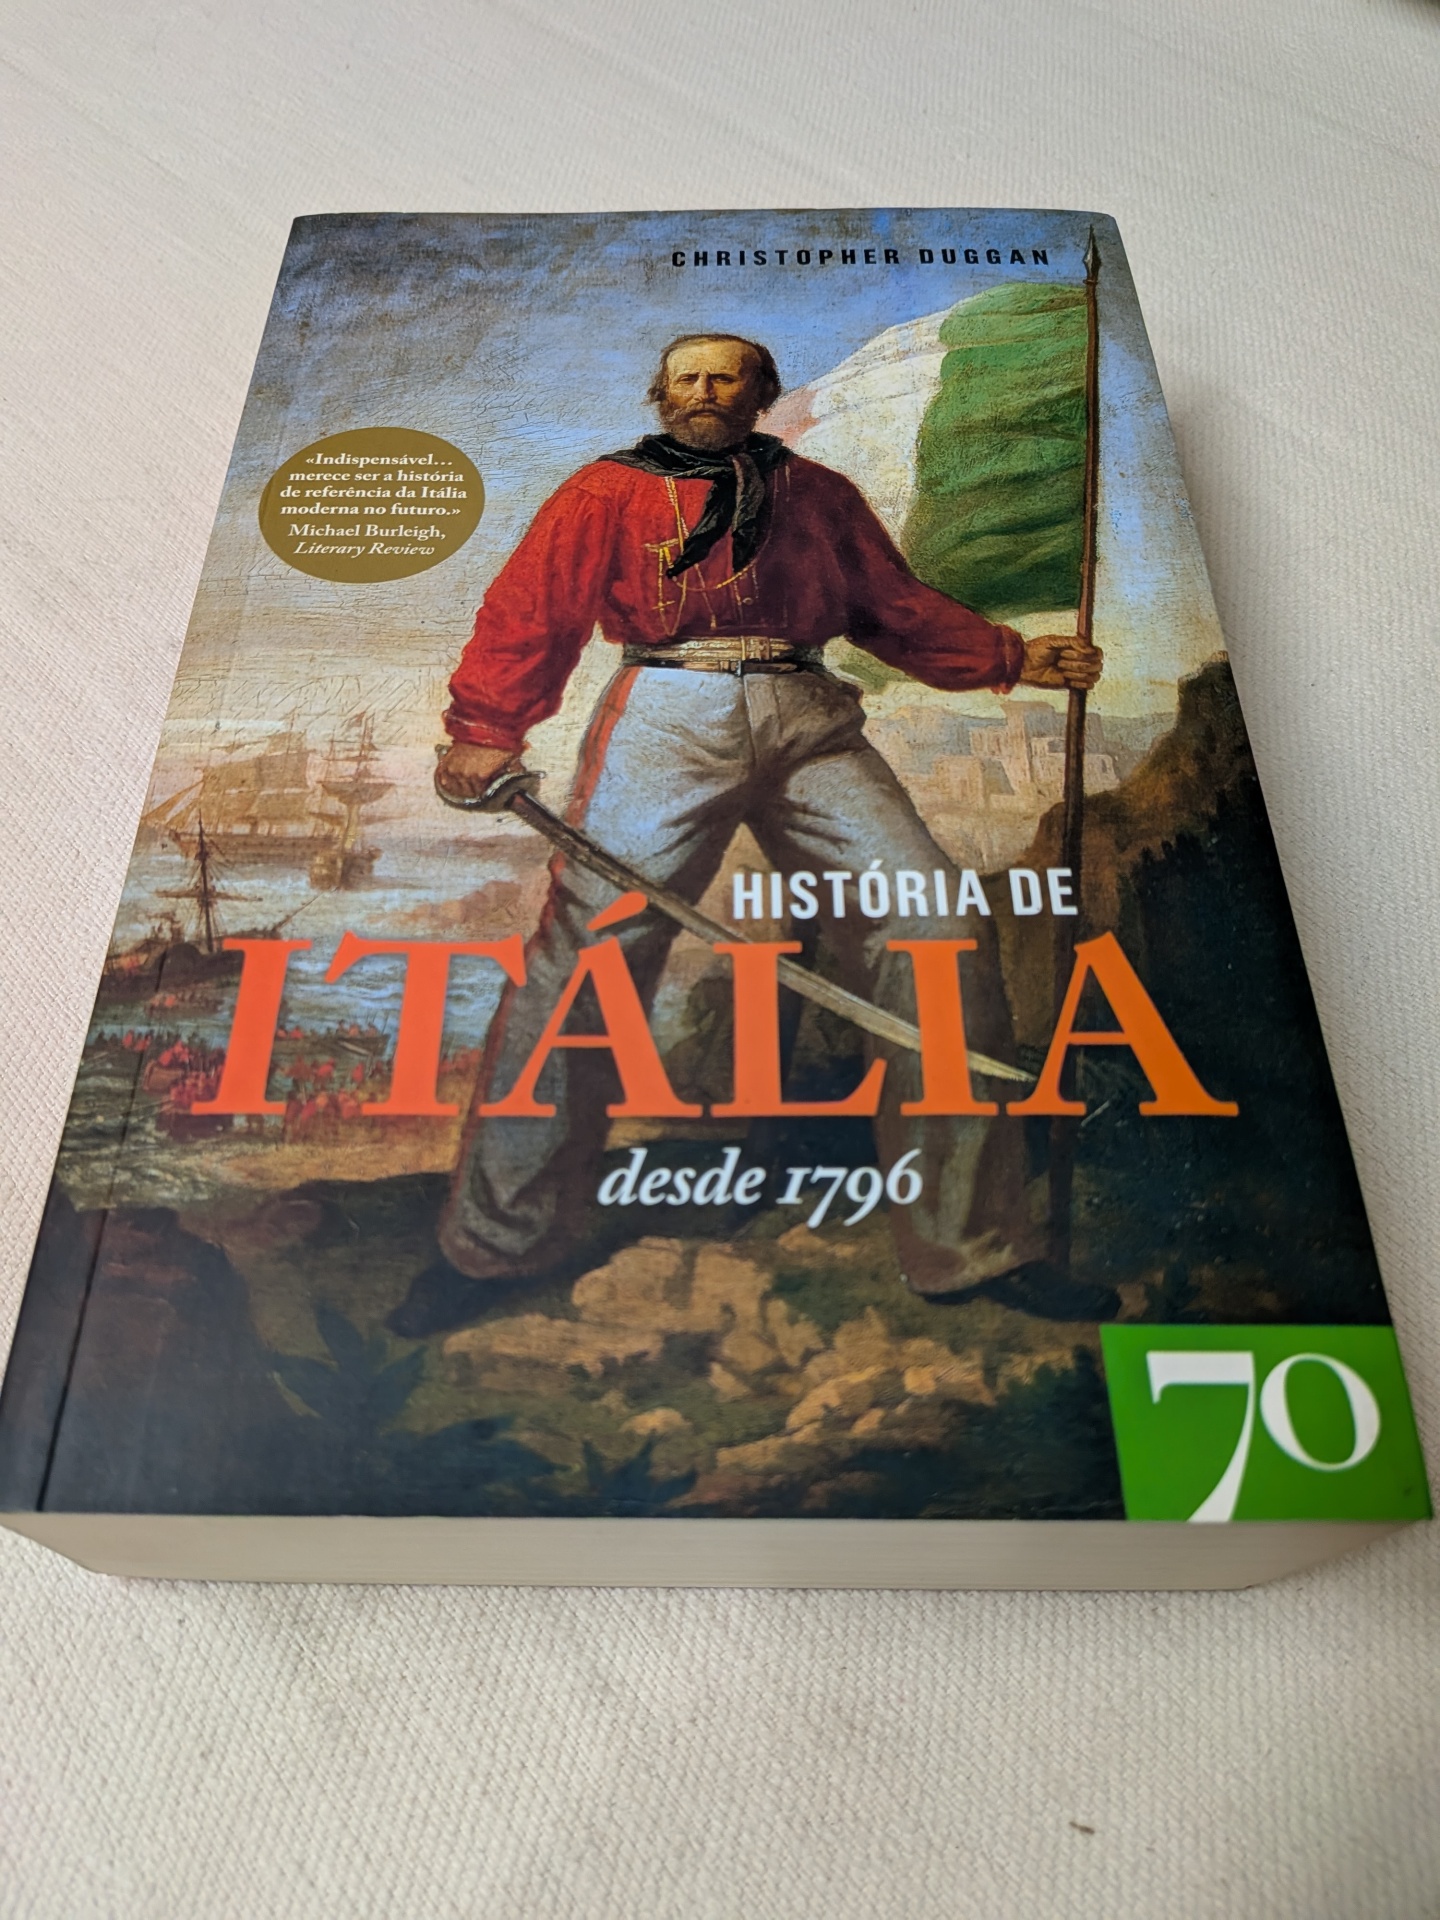 CHRISTOPHER DUGGAN
«Indispensável…
merece ser a história
de referência da Itália
moderna no futuro.»
Michael Burleigh,
Literary Review
HISTÓRIA DE
ITÁLIA
desde 1796
70